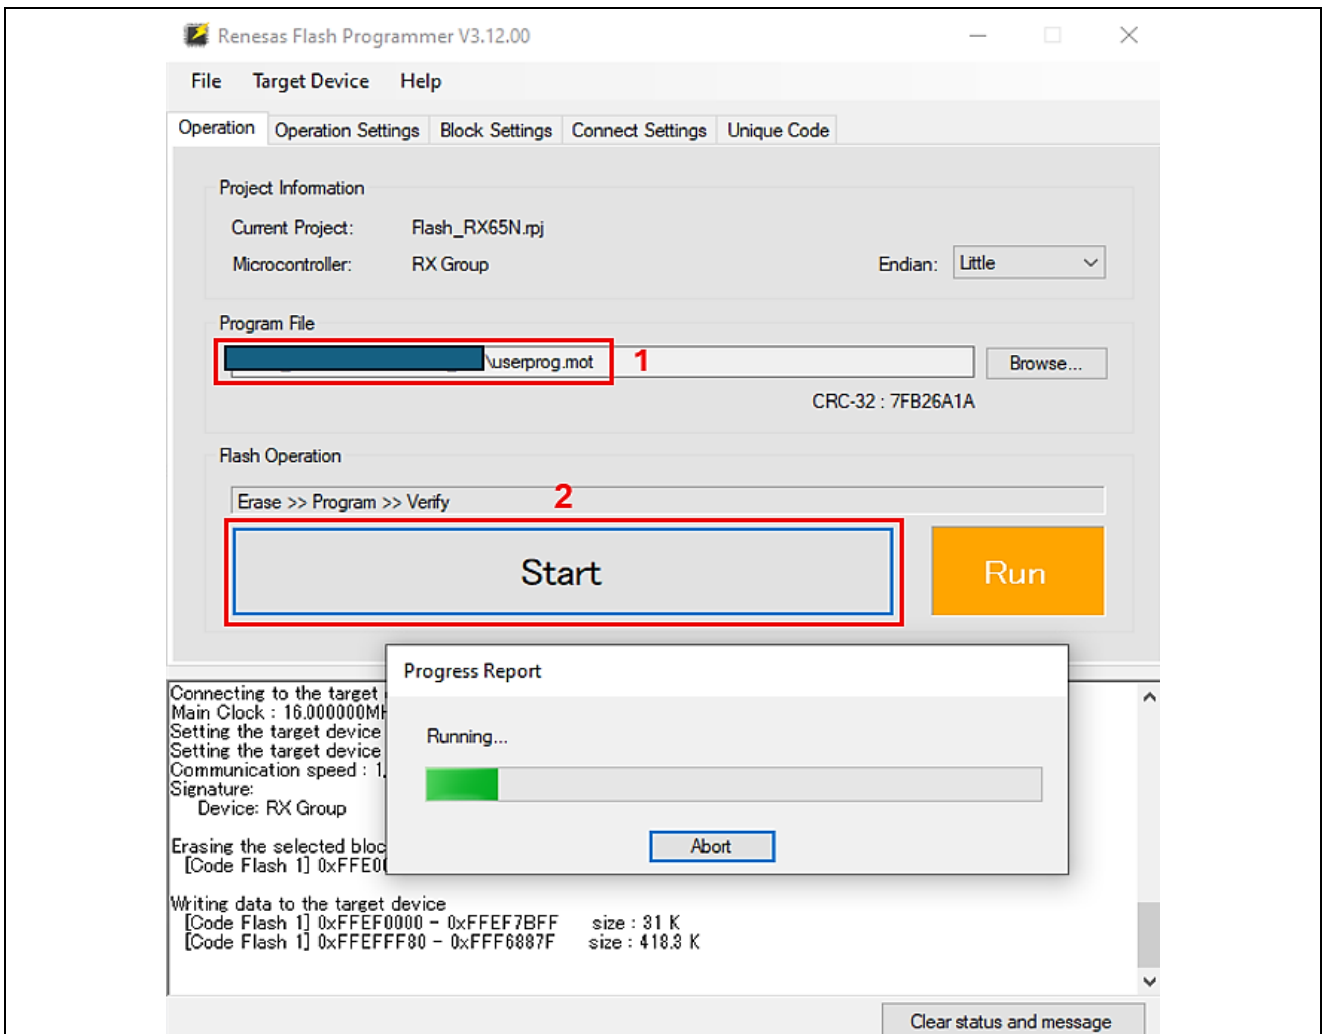 Renesas Flash Programmer V3.12.00
File Target Device Help
Operation Operation Settings Block Settings Connect Settings Unique Code
Project Information
Current Project: Flash_RX65N.rpj
Microcontroller: RX Group Endian: Little
Program File
\userprog.mot 1 Browse...
CRC-32 : 7FB26A1A
Flash Operation
Erase >> Program >> Verify 2
Start Run
Progress Report
Running...
Abort
Connecting to the target
Main Clock : 16.000000MH
Setting the target device
Setting the target device
Communication speed : 1.
Signature:
Device: RX Group
Erasing the selected bloc
[Code Flash 1] 0xFFE00
Writing data to the target device
[Code Flash 1] 0xFFEF0000 - 0xFFEF7BFF size : 31 K
[Code Flash 1] 0xFFEFFF80 - 0xFFF6887F size : 418.3 K
Clear status and message